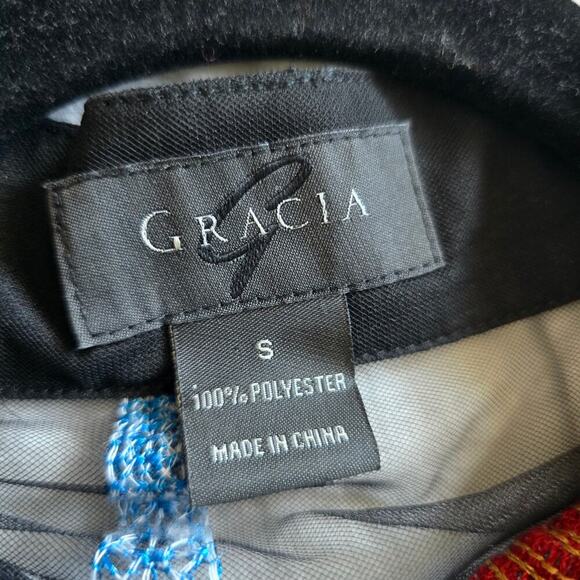 GRACIA
G
S
100% POLYESTER
MADE IN CHINA